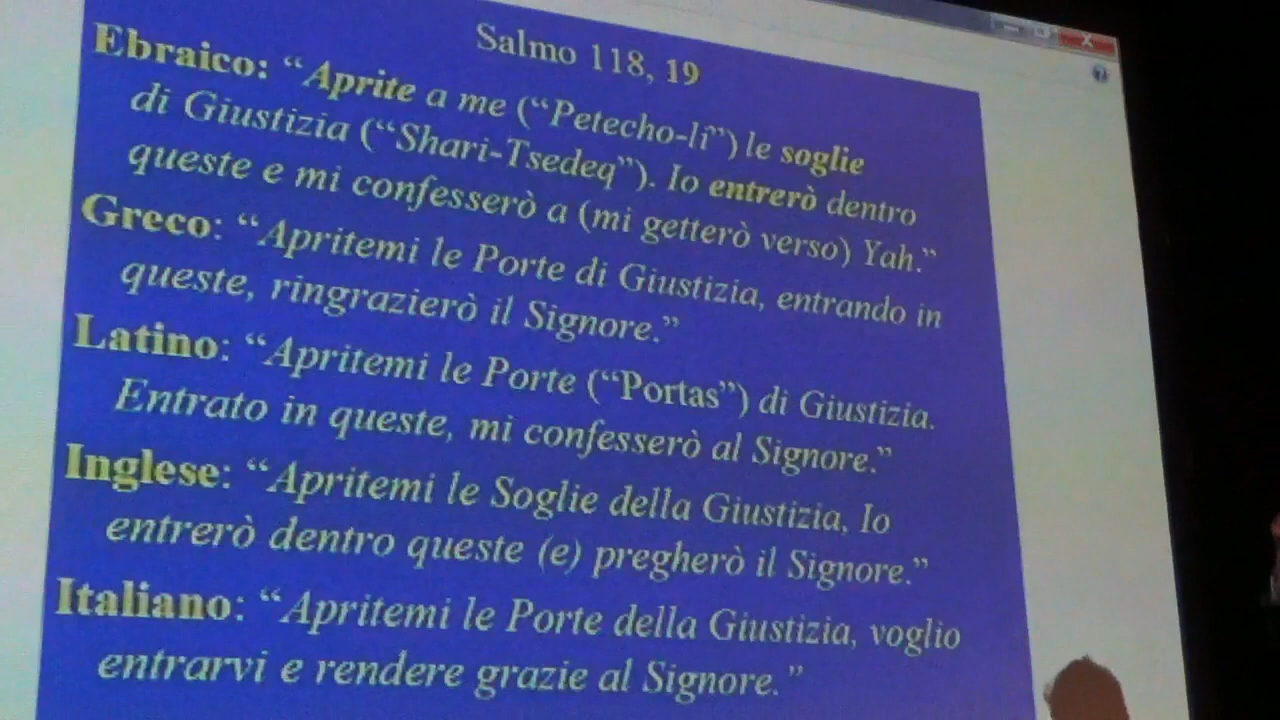 Salmo 118, 19
Ebraico: “Aprite a me (“Petecho-lî”) le soglie
di Giustizia (“Shari-Tsedeq”). Io entrerò dentro
queste e mi confesserò a (mi getterò verso) Yah.”
Greco: “Apritemi le Porte di Giustizia, entrando in
queste, ringrazierò il Signore.”
Latino: “Apritemi le Porte (“Portas”) di Giustizia.
Entrato in queste, mi confesserò al Signore.”
Inglese: “Apritemi le Soglie della Giustizia, Io
entrerò dentro queste (e) pregherò il Signore.”
Italiano: “Apritemi le Porte della Giustizia, voglio
entrarvi e rendere grazie al Signore.”